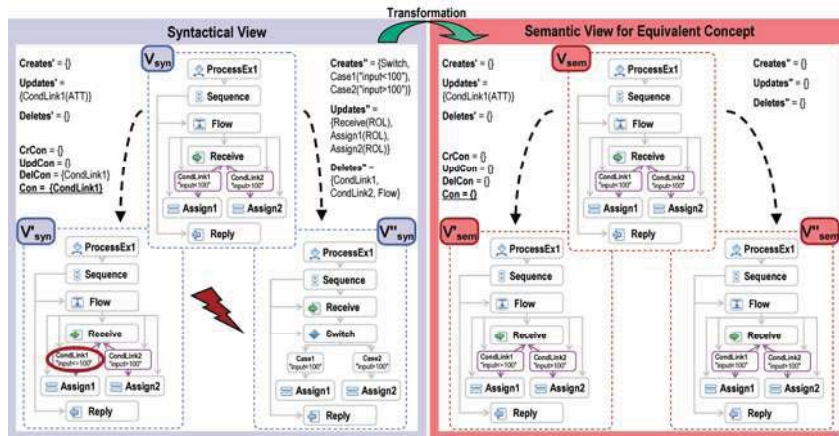 Transformation
Syntactical View
Semantic View for Equivalent Concept
Creates' = {}
Updates' =
{CondLink1(ATT)}
Deletes' = {}
CrCon = {}
UpdCon = {}
DelCon = {CondLink1}
Con = {CondLink1}
Vsyn
ProcessEx1
Sequence
Flow
Receive
CondLink1
"input<100"
CondLink2
"input>100"
Assign1
Assign2
Reply
Creates" = {Switch,
Case1("input<100"),
Case2("input>100")}
Updates" =
{Receive(ROL),
Assign1(ROL),
Assign2(ROL)}
Deletes" =
{CondLink1,
CondLink2, Flow}
V'syn
ProcessEx1
Sequence
Flow
Receive
CondLink1
"input<=100"
CondLink2
"input>100"
Assign1
Assign2
Reply
V"syn
ProcessEx1
Sequence
Receive
Switch
Case1
"input<100"
Case2
"input>100"
Assign1
Assign2
Reply
Creates' = {}
Updates' =
{CondLink1(ATT)}
Deletes' = {}
CrCon = {}
UpdCon = {}
DelCon = {}
Con = {}
Vsem
ProcessEx1
Sequence
Flow
Receive
CondLink1
"input<100"
CondLink2
"input>100"
Assign1
Assign2
Reply
Creates" = {}
Updates" = {}
Deletes" = {}
V'sem
ProcessEx1
Sequence
Flow
Receive
CondLink1
CondLink2
"input>100"
Assign1
Assign2
Reply
V"sem
ProcessEx1
Sequence
Flow
Receive
CondLink1
"input<100"
CondLink2
"input>100"
Assign1
Assign2
Reply